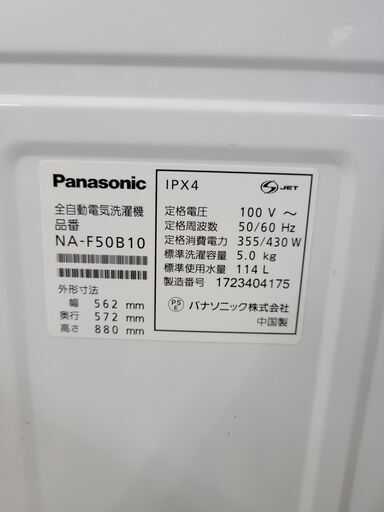 Panasonic
全自動電気洗濯機
品番
NA-F50B10
外形寸法
幅 562 mm
奥行 572 mm
高さ 880 mm
IPX4
S JET
定格電圧 100 V ～
定格周波数 50/60 Hz
定格消費電力 355/430 W
標準洗濯容量 5.0 kg
標準使用水量 114 L
製造番号 1723404175
PS
E
パナソニック株式会社
中国製